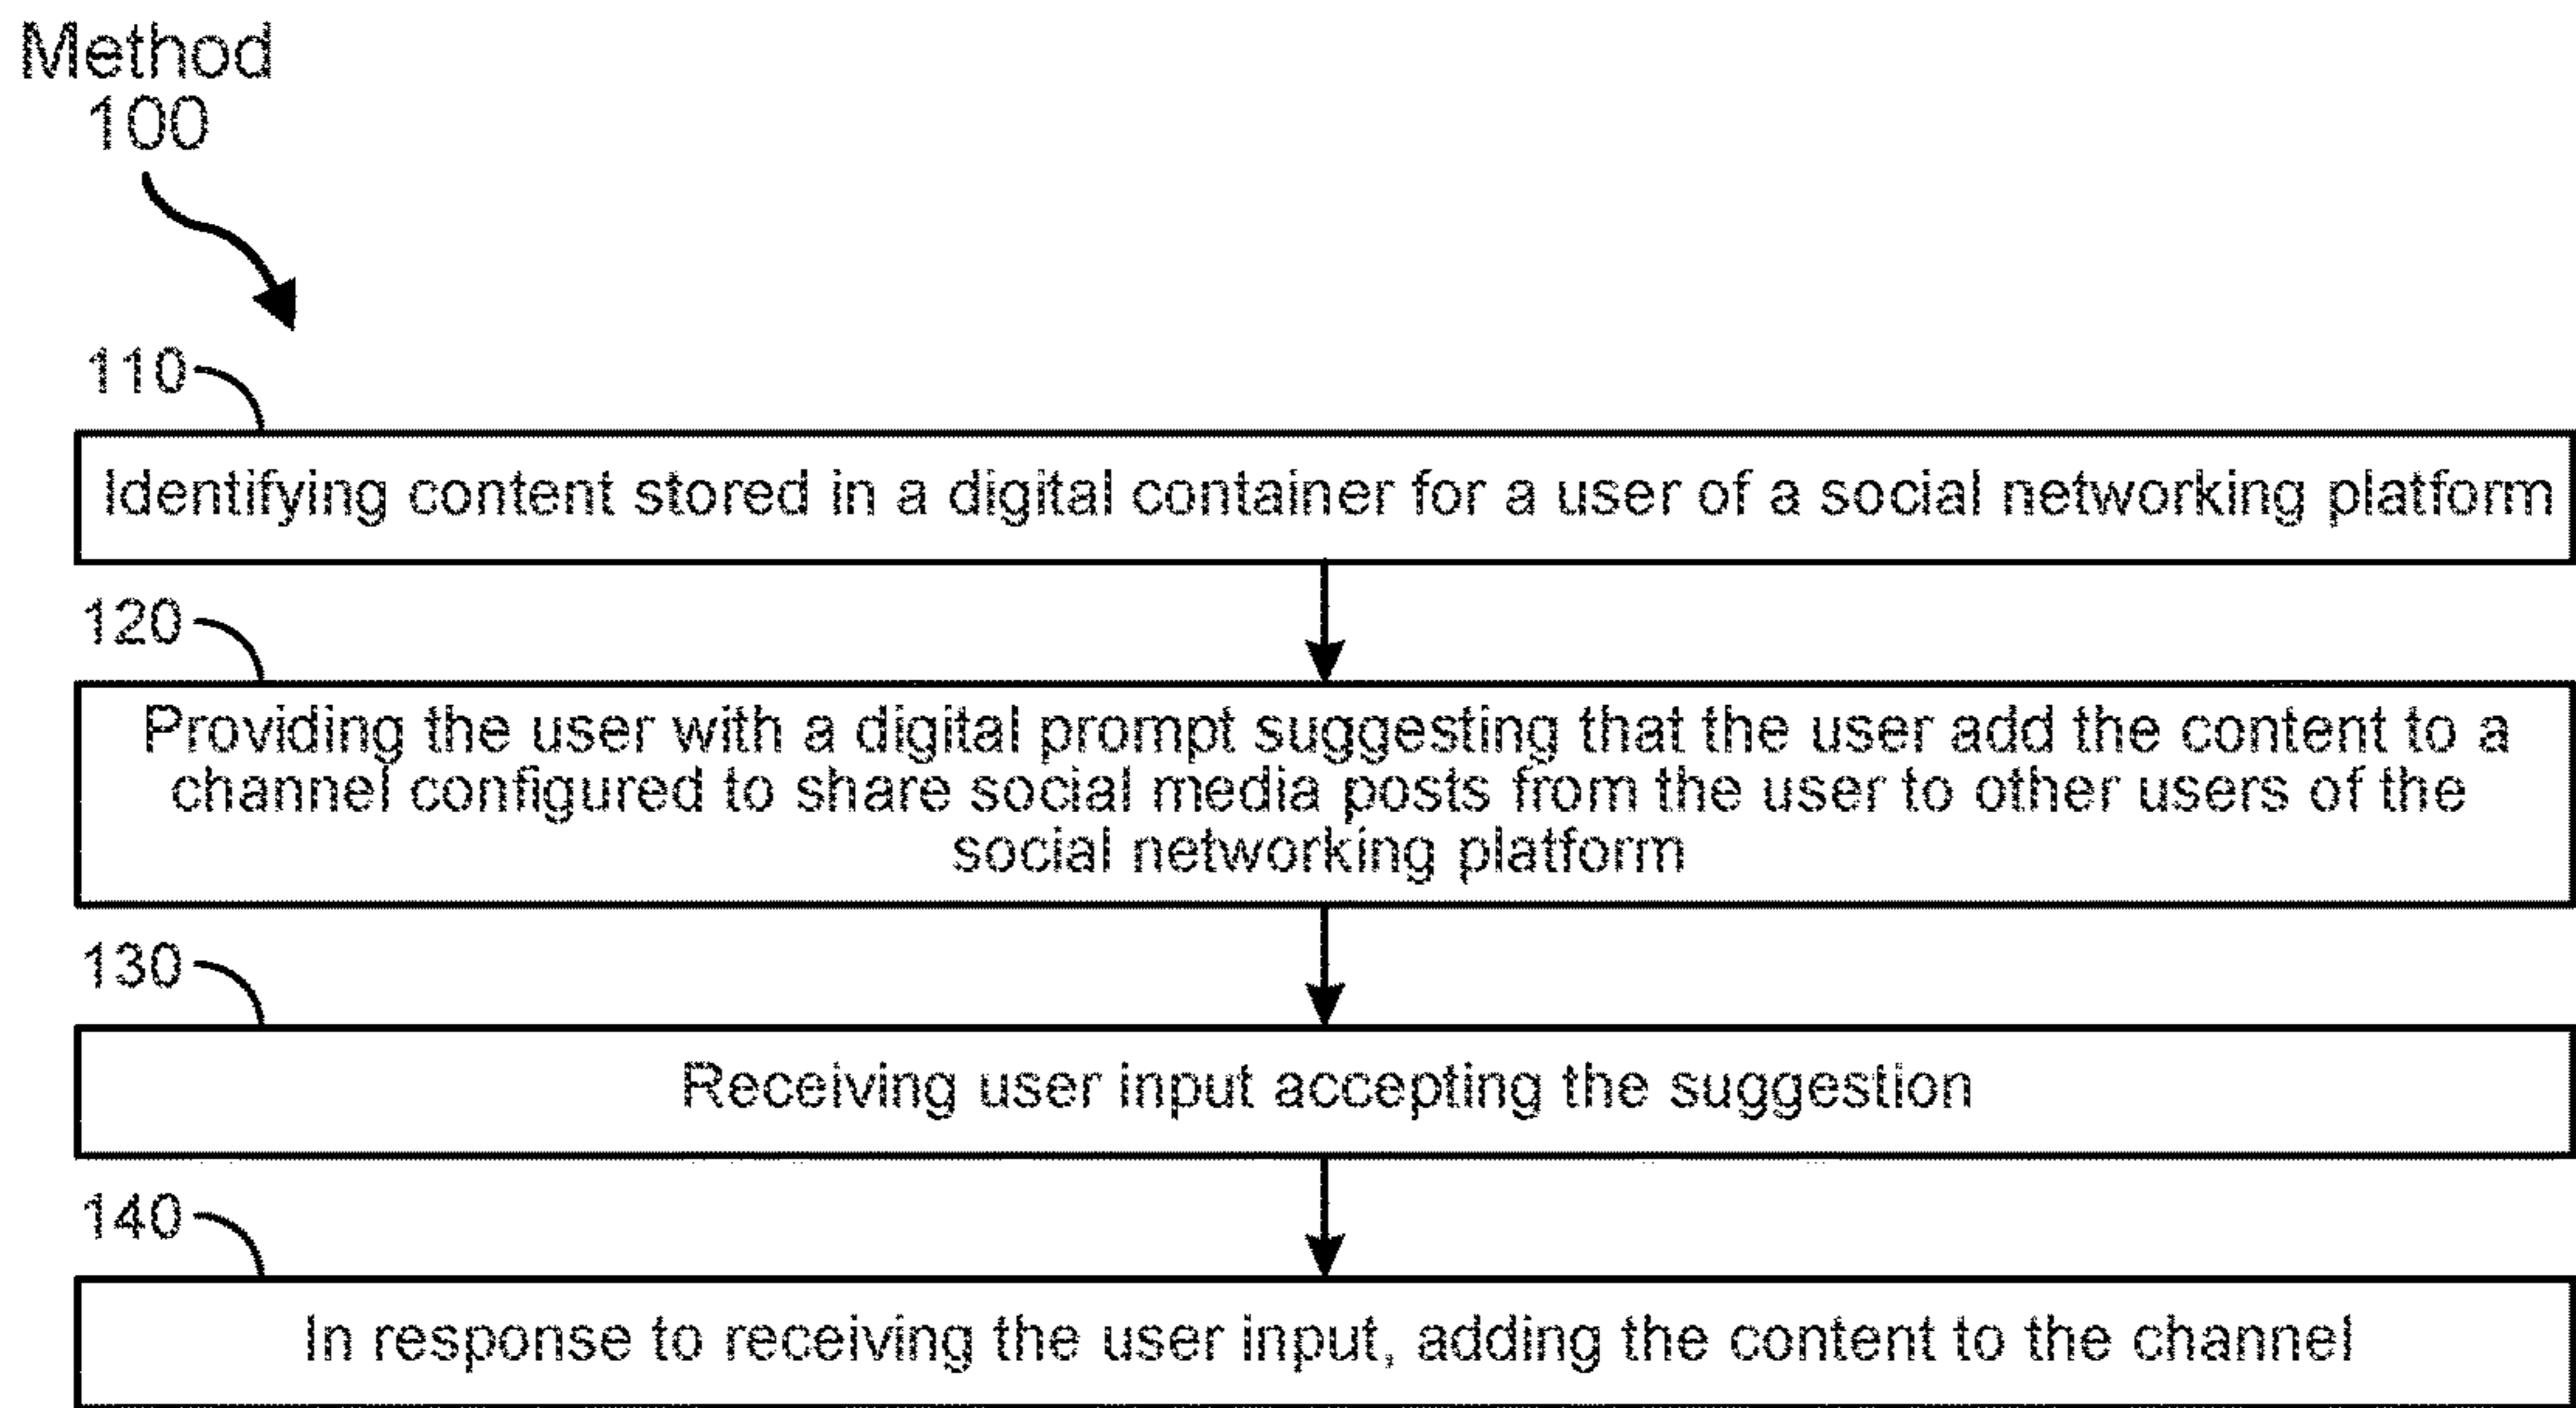 Method
100
110
Identifying content stored in a digital container for a user of a social networking platform
120
Providing the user with a digital prompt suggesting that the user add the content to a
channel configured to share social media posts from the user to other users of the
social networking platform
130
Receiving user input accepting the suggestion
140
In response to receiving the user input, adding the content to the channel